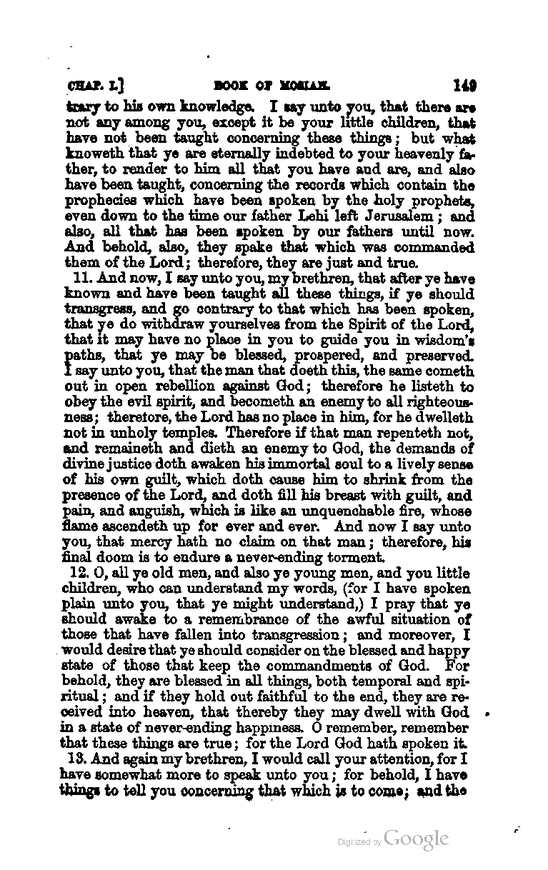 CHAP. I.] BOOK OF MOSIAH. 149
trary to his own knowledge. I say unto you, that there are
not any among you, except it be your little children, that
have not been taught concerning these things; but what
knoweth that ye are eternally indebted to your heavenly fa-
ther, to render to him all that you have and are, and also
have been taught, concerning the records which contain the
prophecies which have been spoken by the holy prophets,
even down to the time our father Lehi left Jerusalem; and
also, all that has been spoken by our fathers until now.
And behold, also, they spake that which was commanded
them of the Lord; therefore, they are just and true.
11. And now, I say unto you, my brethren, that after ye have
known and have been taught all these things, if ye should
transgress, and go contrary to that which has been spoken,
that ye do withdraw yourselves from the Spirit of the Lord,
that it may have no place in you to guide you in wisdom's
paths, that ye may be blessed, prospered, and preserved.
I say unto you, that the man that doeth this, the same cometh
out in open rebellion against God; therefore he listeth to
obey the evil spirit, and becometh an enemy to all righteous-
ness; therefore, the Lord has no place in him, for he dwelleth
not in unholy temples. Therefore if that man repenteth not,
and remaineth and dieth an enemy to God, the demands of
divine justice doth awaken his immortal soul to a lively sense
of his own guilt, which doth cause him to shrink from the
presence of the Lord, and doth fill his breast with guilt, and
pain, and anguish, which is like an unquenchable fire, whose
flame ascendeth up for ever and ever. And now I say unto
you, that mercy hath no claim on that man; therefore, his
final doom is to endure a never-ending torment.
12. O, all ye old men, and also ye young men, and you little
children, who can understand my words, (for I have spoken
plain unto you, that ye might understand,) I pray that ye
should awake to a remembrance of the awful situation of
those that have fallen into transgression; and moreover, I
would desire that ye should consider on the blessed and happy
state of those that keep the commandments of God. For
behold, they are blessed in all things, both temporal and spi-
ritual; and if they hold out faithful to the end, they are re-
ceived into heaven, that thereby they may dwell with God
in a state of never-ending happiness. O remember, remember
that these things are true; for the Lord God hath spoken it.
13. And again my brethren, I would call your attention, for I
have somewhat more to speak unto you; for behold, I have
things to tell you concerning that which is to come; and the
Digitized by Google